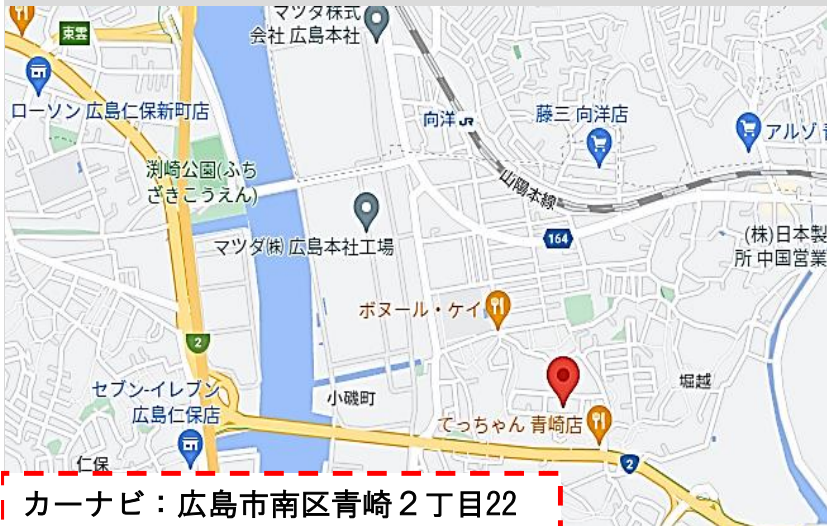 マツダ株式
会社 広島本社
東雲
ローソン 広島仁保新町店
向洋 JR
藤三 向洋店
アルゾ
渕崎公園(ふち
ざきこうえん)
山陽本線
マツダ㈱ 広島本社工場
164
(株)日本製
所 中国営業
ボヌール・ケイ
2
セブン-イレブン
広島仁保店
小磯町
堀越
てっちゃん 青崎店
仁保
2
カーナビ：広島市南区青崎２丁目22